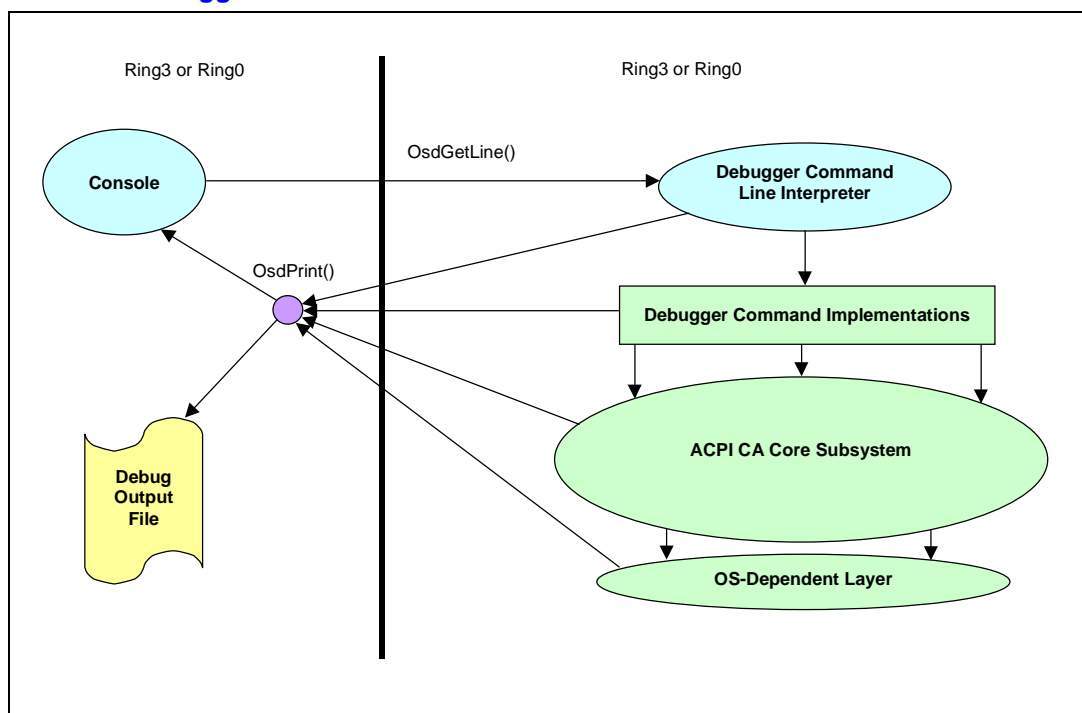 Ring3 or Ring0
Ring3 or Ring0
OsdGetLine()
Console
Debugger Command
Line Interpreter
OsdPrint()
Debugger Command Implementations
ACPI CA Core Subsystem
Debug
Output
File
OS-Dependent Layer